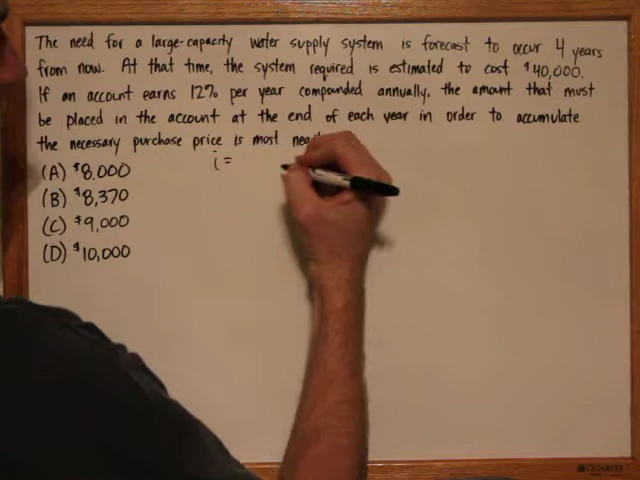 The need for a large-capacity water supply system is forecast to occur 4 years
from now. At that time, the system required is estimated to cost $40,000.
If an account earns 12% per year compounded annually, the amount that must
be placed in the account at the end of each year in order to accumulate
the necessary purchase price is most
(A) $8,000
i =
(B) $8,370
(C) $9,000
(D) $10,000
QUARTET